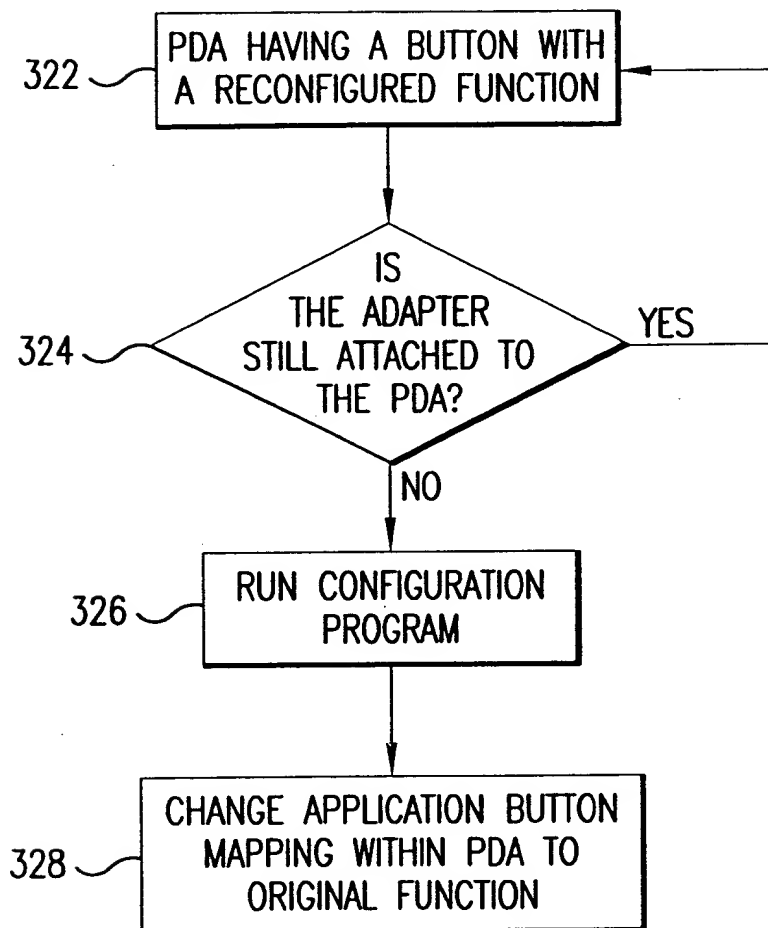 322
PDA HAVING A BUTTON WITH
A RECONFIGURED FUNCTION
324
IS
THE ADAPTER
STILL ATTACHED TO
THE PDA?
YES
NO
326
RUN CONFIGURATION
PROGRAM
328
CHANGE APPLICATION BUTTON
MAPPING WITHIN PDA TO
ORIGINAL FUNCTION